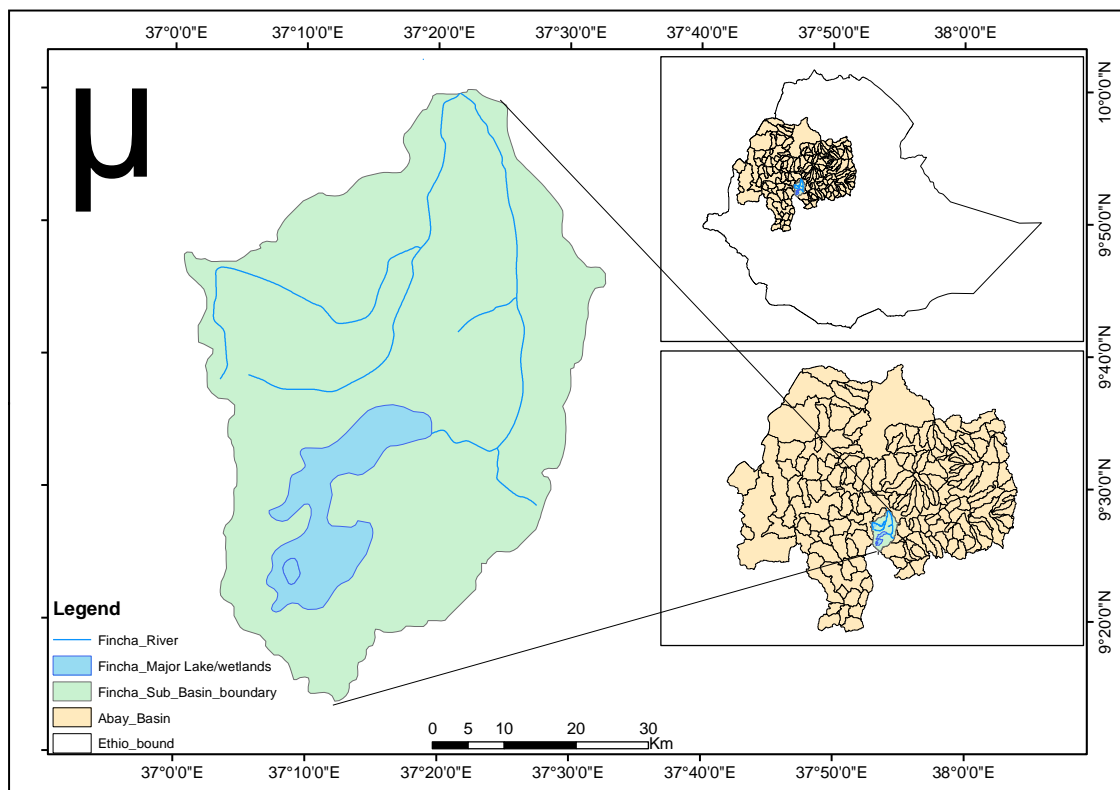 37°0'0"E 37°10'0"E 37°20'0"E 37°30'0"E 37°40'0"E 37°50'0"E 38°0'0"E
µ
10°0'0"N
9°50'0"N
9°40'0"N
9°30'0"N
9°20'0"N
Legend
Fincha_River
Fincha_Major Lake/wetlands
Fincha_Sub_Basin_boundary
Abay_Basin
Ethio_bound
0 5 10 20 30
Km
37°0'0"E 37°10'0"E 37°20'0"E 37°30'0"E 37°40'0"E 37°50'0"E 38°0'0"E